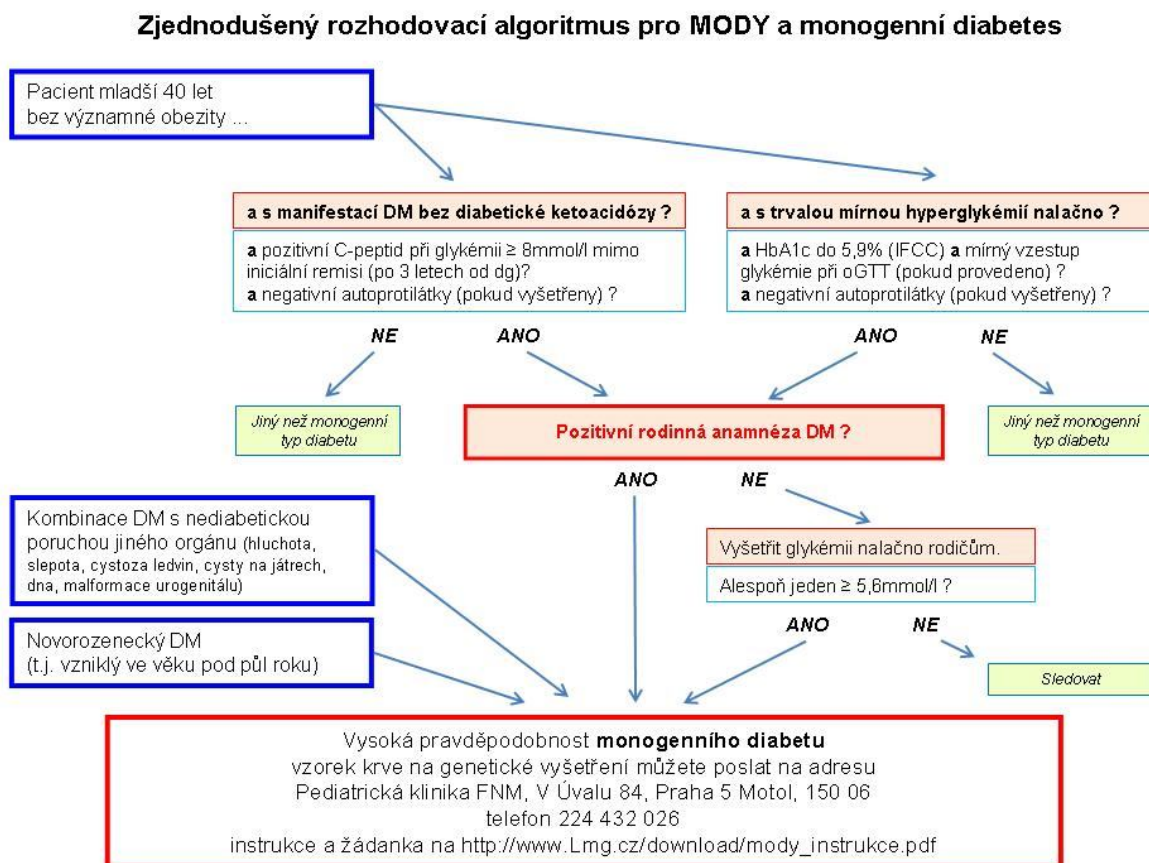 Zjednodušený rozhodovací algoritmus pro MODY a monogenní diabetes
Pacient mladší 40 let
bez významné obezity ...
a s manifestací DM bez diabetické ketoacidózy ?
a pozitivní C-peptid při glykémii ≥ 8mmol/l mimo
iniciální remisi (po 3 letech od dg)?
a negativní autoprotilátky (pokud vyšetřeny) ?
a s trvalou mírnou hyperglykémií nalačno ?
a HbA1c do 5,9% (IFCC) a mírný vzestup
glykémie při oGTT (pokud provedeno) ?
a negativní autoprotilátky (pokud vyšetřeny) ?
NE
ANO
ANO
NE
Jiný než monogenní
typ diabetu
Pozitivní rodinná anamnéza DM ?
Jiný než monogenní
typ diabetu
ANO
NE
Kombinace DM s nediabetickou
poruchou jiného orgánu (hluchota,
slepota, cystoza ledvin, cysty na játrech,
dna, malformace urogenitálu)
Vyšetřit glykémii nalačno rodičům.
Alespoň jeden ≥ 5,6mmol/l ?
ANO
NE
Novorozenecký DM
(t.j. vzniklý ve věku pod půl roku)
Sledovat
Vysoká pravděpodobnost monogenního diabetu
vzorek krve na genetické vyšetření můžete poslat na adresu
Pediatrická klinika FNM, V Úvalu 84, Praha 5 Motol, 150 06
telefon 224 432 026
instrukce a žádanka na http://www.Lmg.cz/download/mody_instrukce.pdf